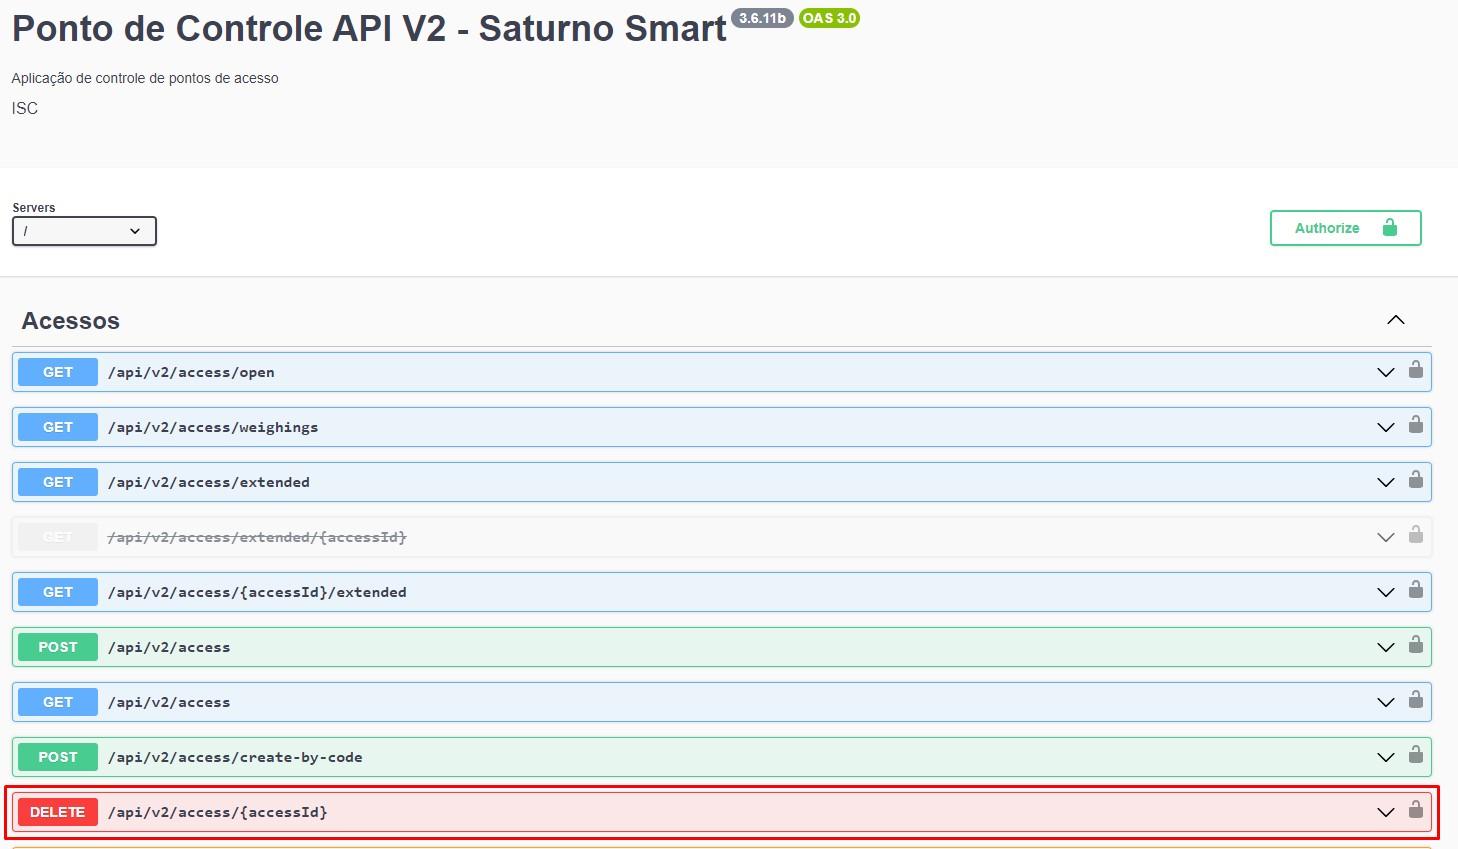 Ponto de Controle API V2 - Saturno Smart 3.6.11b OAS 3.0
Aplicação de controle de pontos de acesso
ISC
Servers
/
Authorize
Acessos
GET /api/v2/access/open
GET /api/v2/access/weighings
GET /api/v2/access/extended
GET /api/v2/access/extended/{accessId}
GET /api/v2/access/{accessId}/extended
POST /api/v2/access
GET /api/v2/access
POST /api/v2/access/create-by-code
DELETE /api/v2/access/{accessId}